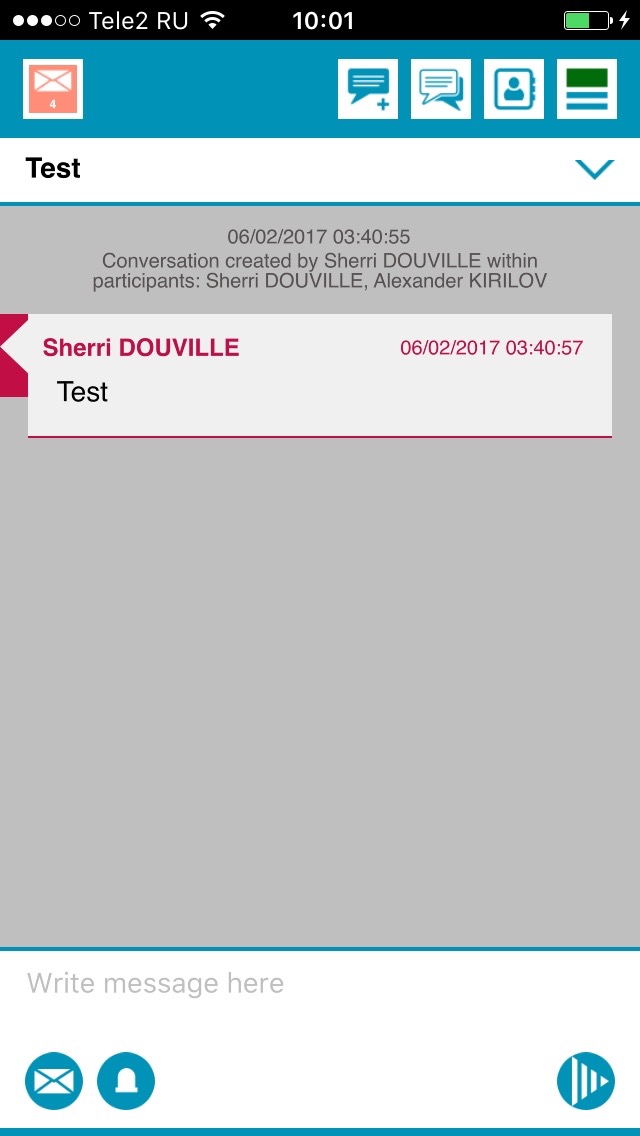 Tele2 RU 10:01
4
Test
06/02/2017 03:40:55
Conversation created by Sherri DOUVILLE within
participants: Sherri DOUVILLE, Alexander KIRILOV
Sherri DOUVILLE 06/02/2017 03:40:57
Test
Write message here